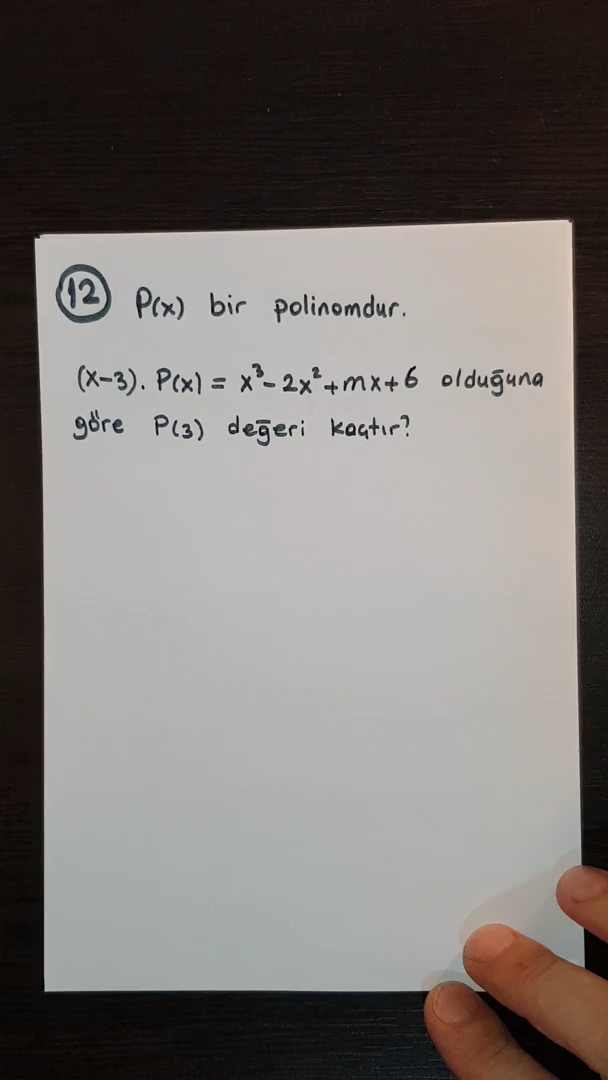 12 P(x) bir polinomdur.
(x-3). P(x) = x³- 2x²+mx+6 olduğuna
göre P(3) değeri kaçtır?